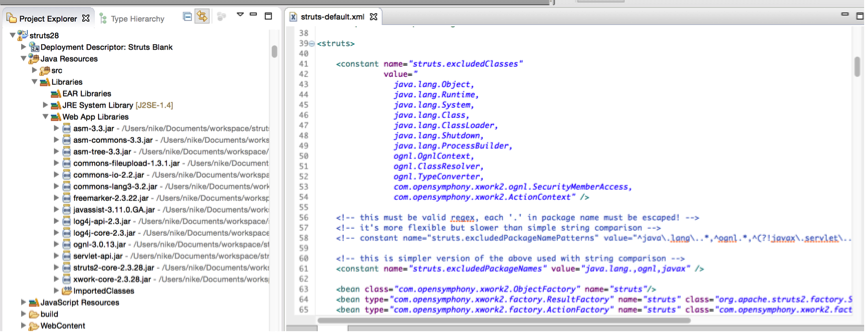 Project Explorer
Type Hierarchy
struts28
Deployment Descriptor: Struts Blank
Java Resources
src
Libraries
EAR Libraries
JRE System Library [J2SE-1.4]
Web App Libraries
asm-3.3.jar - /Users/nike/Documents/workspace/strut
asm-commons-3.3.jar - /Users/nike/Documents/works
asm-tree-3.3.jar - /Users/nike/Documents/workspace
commons-fileupload-1.3.1.jar - /Users/nike/Document
commons-io-2.2.jar - /Users/nike/Documents/workspa
commons-lang3-3.2.jar - /Users/nike/Documents/work
freemarker-2.3.22.jar - /Users/nike/Documents/works
javassist-3.11.0.GA.jar - /Users/nike/Documents/work
log4j-api-2.3.jar - /Users/nike/Documents/workspace
log4j-core-2.3.jar - /Users/nike/Documents/workspac
ognl-3.0.13.jar - /Users/nike/Documents/workspace/st
servlet-api.jar - /Users/nike/Documents/workspace/st
struts2-core-2.3.28.jar - /Users/nike/Documents/work
xwork-core-2.3.28.jar - /Users/nike/Documents/works
ImportedClasses
JavaScript Resources
build
WebContent
struts-default.xml
38
39 <struts>
40
41 <constant name="struts.excludedClasses"
42 value="
43 java.lang.Object,
44 java.lang.Runtime,
45 java.lang.System,
46 java.lang.Class,
47 java.lang.ClassLoader,
48 java.lang.Shutdown,
49 java.lang.ProcessBuilder,
50 ognl.OgnlContext,
51 ognl.ClassResolver,
52 ognl.TypeConverter,
53 com.opensymphony.xwork2.ognl.SecurityMemberAccess,
54 com.opensymphony.xwork2.ActionContext" />
55
56 <!-- this must be valid regex, each '.' in package name must be escaped! -->
57 <!-- it's more flexible but slower than simple string comparison -->
58 <!-- constant name="struts.excludedPackageNamePatterns" value="^java\.lang\..*,^ognl.*,^(?!javax\.servlet\..
59
60 <!-- this is simpler version of the above used with string comparison -->
61 <constant name="struts.excludedPackageNames" value="java.lang.,ognl,javax" />
62
63 <bean class="com.opensymphony.xwork2.ObjectFactory" name="struts"/>
64 <bean type="com.opensymphony.xwork2.factory.ResultFactory" name="struts" class="org.apache.struts2.factory.S
65 <bean type="com.opensymphony.xwork2.factory.ActionFactory" name="struts" class="com.opensymphony.xwork2.fact